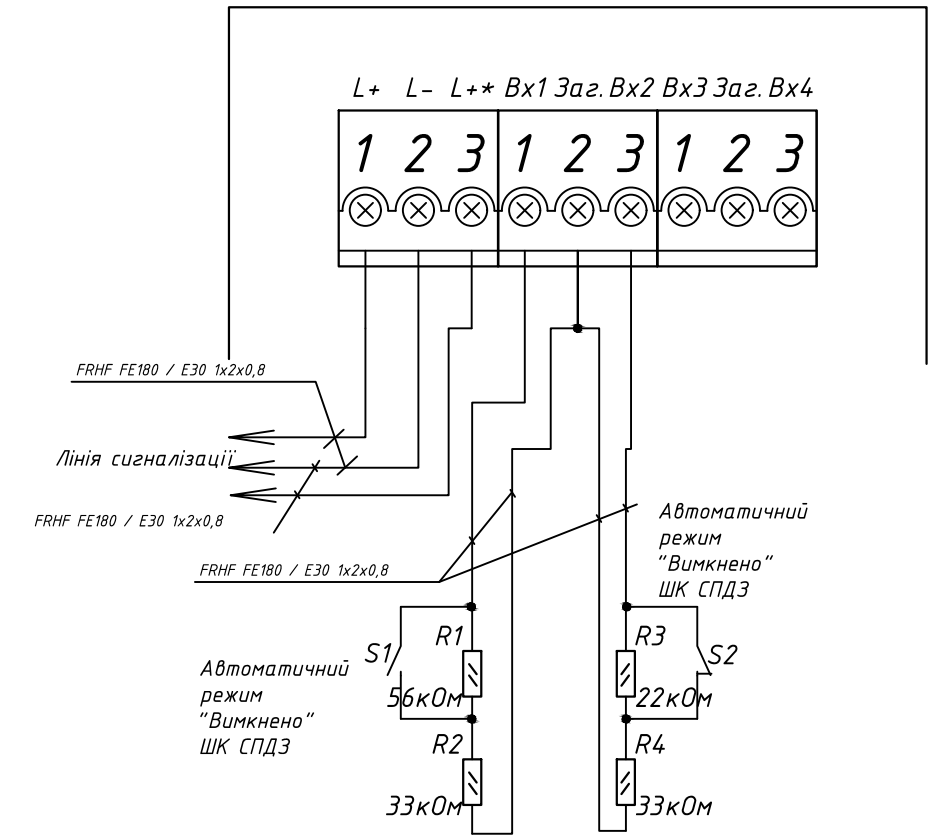 L+ L- L+* Вх1 Заг. Вх2 Вх3 Заг. Вх4
1 2 3 1 2 3 1 2 3
FRHF FE180 / E30 1x2x0,8
Лінія сигналізації
FRHF FE180 / E30 1x2x0,8
Автоматичний
режим
"Вимкнено"
ШК СПДЗ
FRHF FE180 / E30 1x2x0,8
S1 R1 R3 S2
Автоматичний
режим
"Вимкнено"
ШК СПДЗ
56кОм 22кОм
R2 R4
33кОм 33кОм